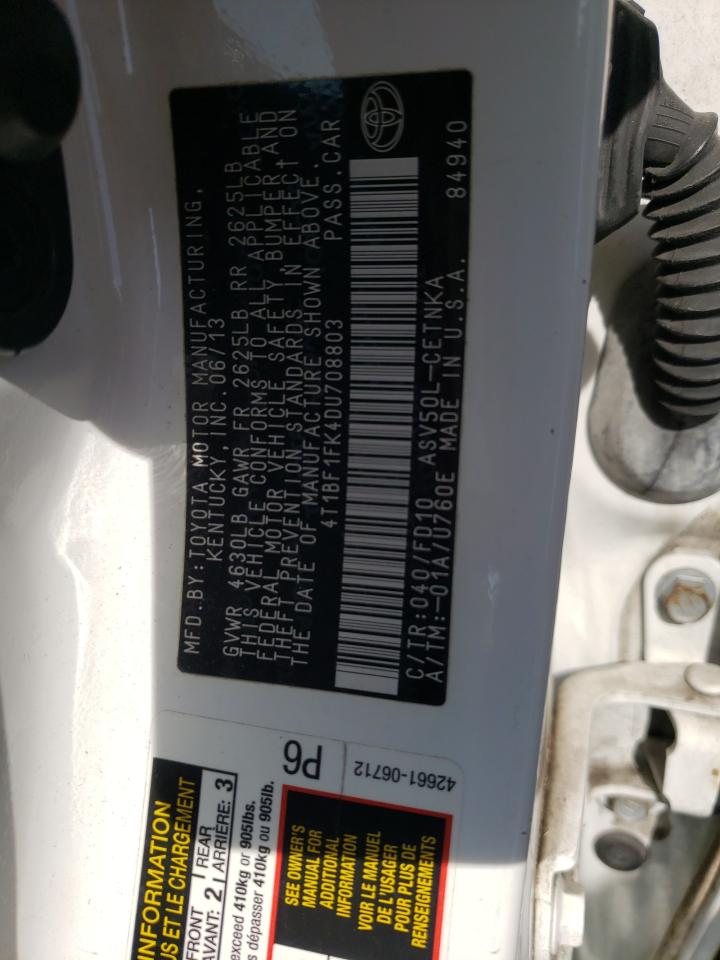 MFD.BY:TOYOTA MOTOR MANUFACTURING,
KENTUCKY, INC. 06/13
GVWR 4630LB GAWR FR 2625LB RR 2625LB
THIS VEHICLE CONFORMS TO ALL APPLICABLE
FEDERAL MOTOR VEHICLE SAFETY, BUMPER, AND
THEFT PREVENTION STANDARDS IN EFFECT ON
THE DATE OF MANUFACTURE SHOWN ABOVE.
4T1BF1FK4DU708803 PASS.CAR
C/TR:040/FD10 ASV50L-CETNKA
A/TM:-01A/U760E MADE IN U.S.A. 84940
INFORMATION
US ET LE CHARGEMENT
FRONT
AVANT: 2
REAR
ARRIÈRE: 3
exceed 410kg or 905lbs.
s dépasser 410kg ou 905lb.
P6
42661-06712
SEE OWNER'S
MANUAL FOR
ADDITIONAL
INFORMATION
VOIR LE MANUEL
DE L'USAGER
POUR PLUS DE
RENSEIGNEMENTS